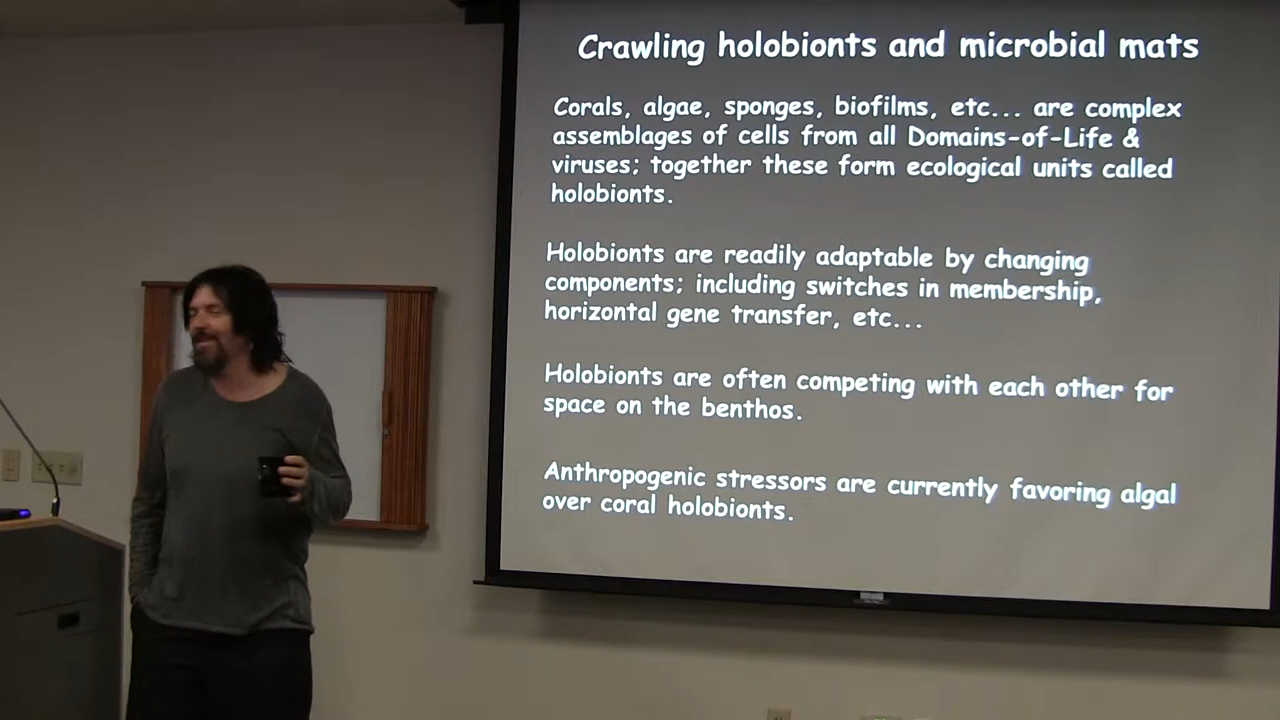 Crawling holobionts and microbial mats
Corals, algae, sponges, biofilms, etc... are complex
assemblages of cells from all Domains-of-Life &
viruses; together these form ecological units called
holobionts.
Holobionts are readily adaptable by changing
components; including switches in membership,
horizontal gene transfer, etc...
Holobionts are often competing with each other for
space on the benthos.
Anthropogenic stressors are currently favoring algal
over coral holobionts.